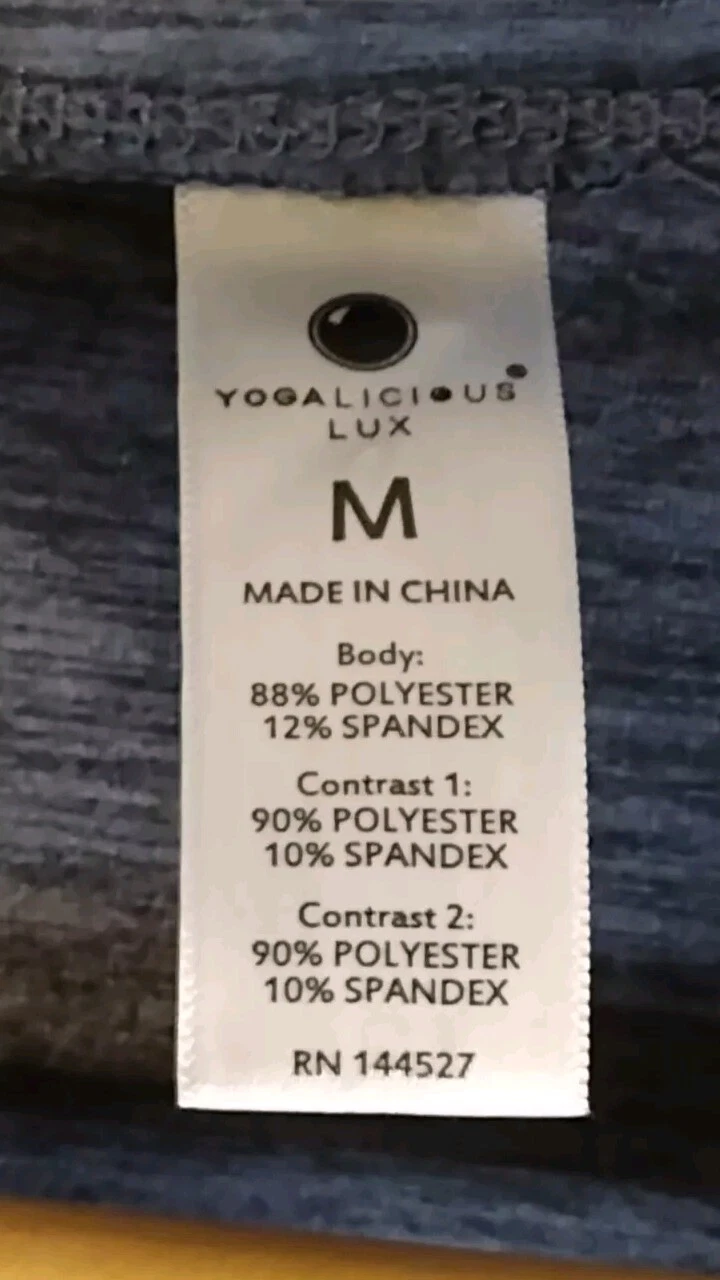 YOGALICIOUS
LUX
M
MADE IN CHINA
Body:
88% POLYESTER
12% SPANDEX
Contrast 1:
90% POLYESTER
10% SPANDEX
Contrast 2:
90% POLYESTER
10% SPANDEX
RN 144527